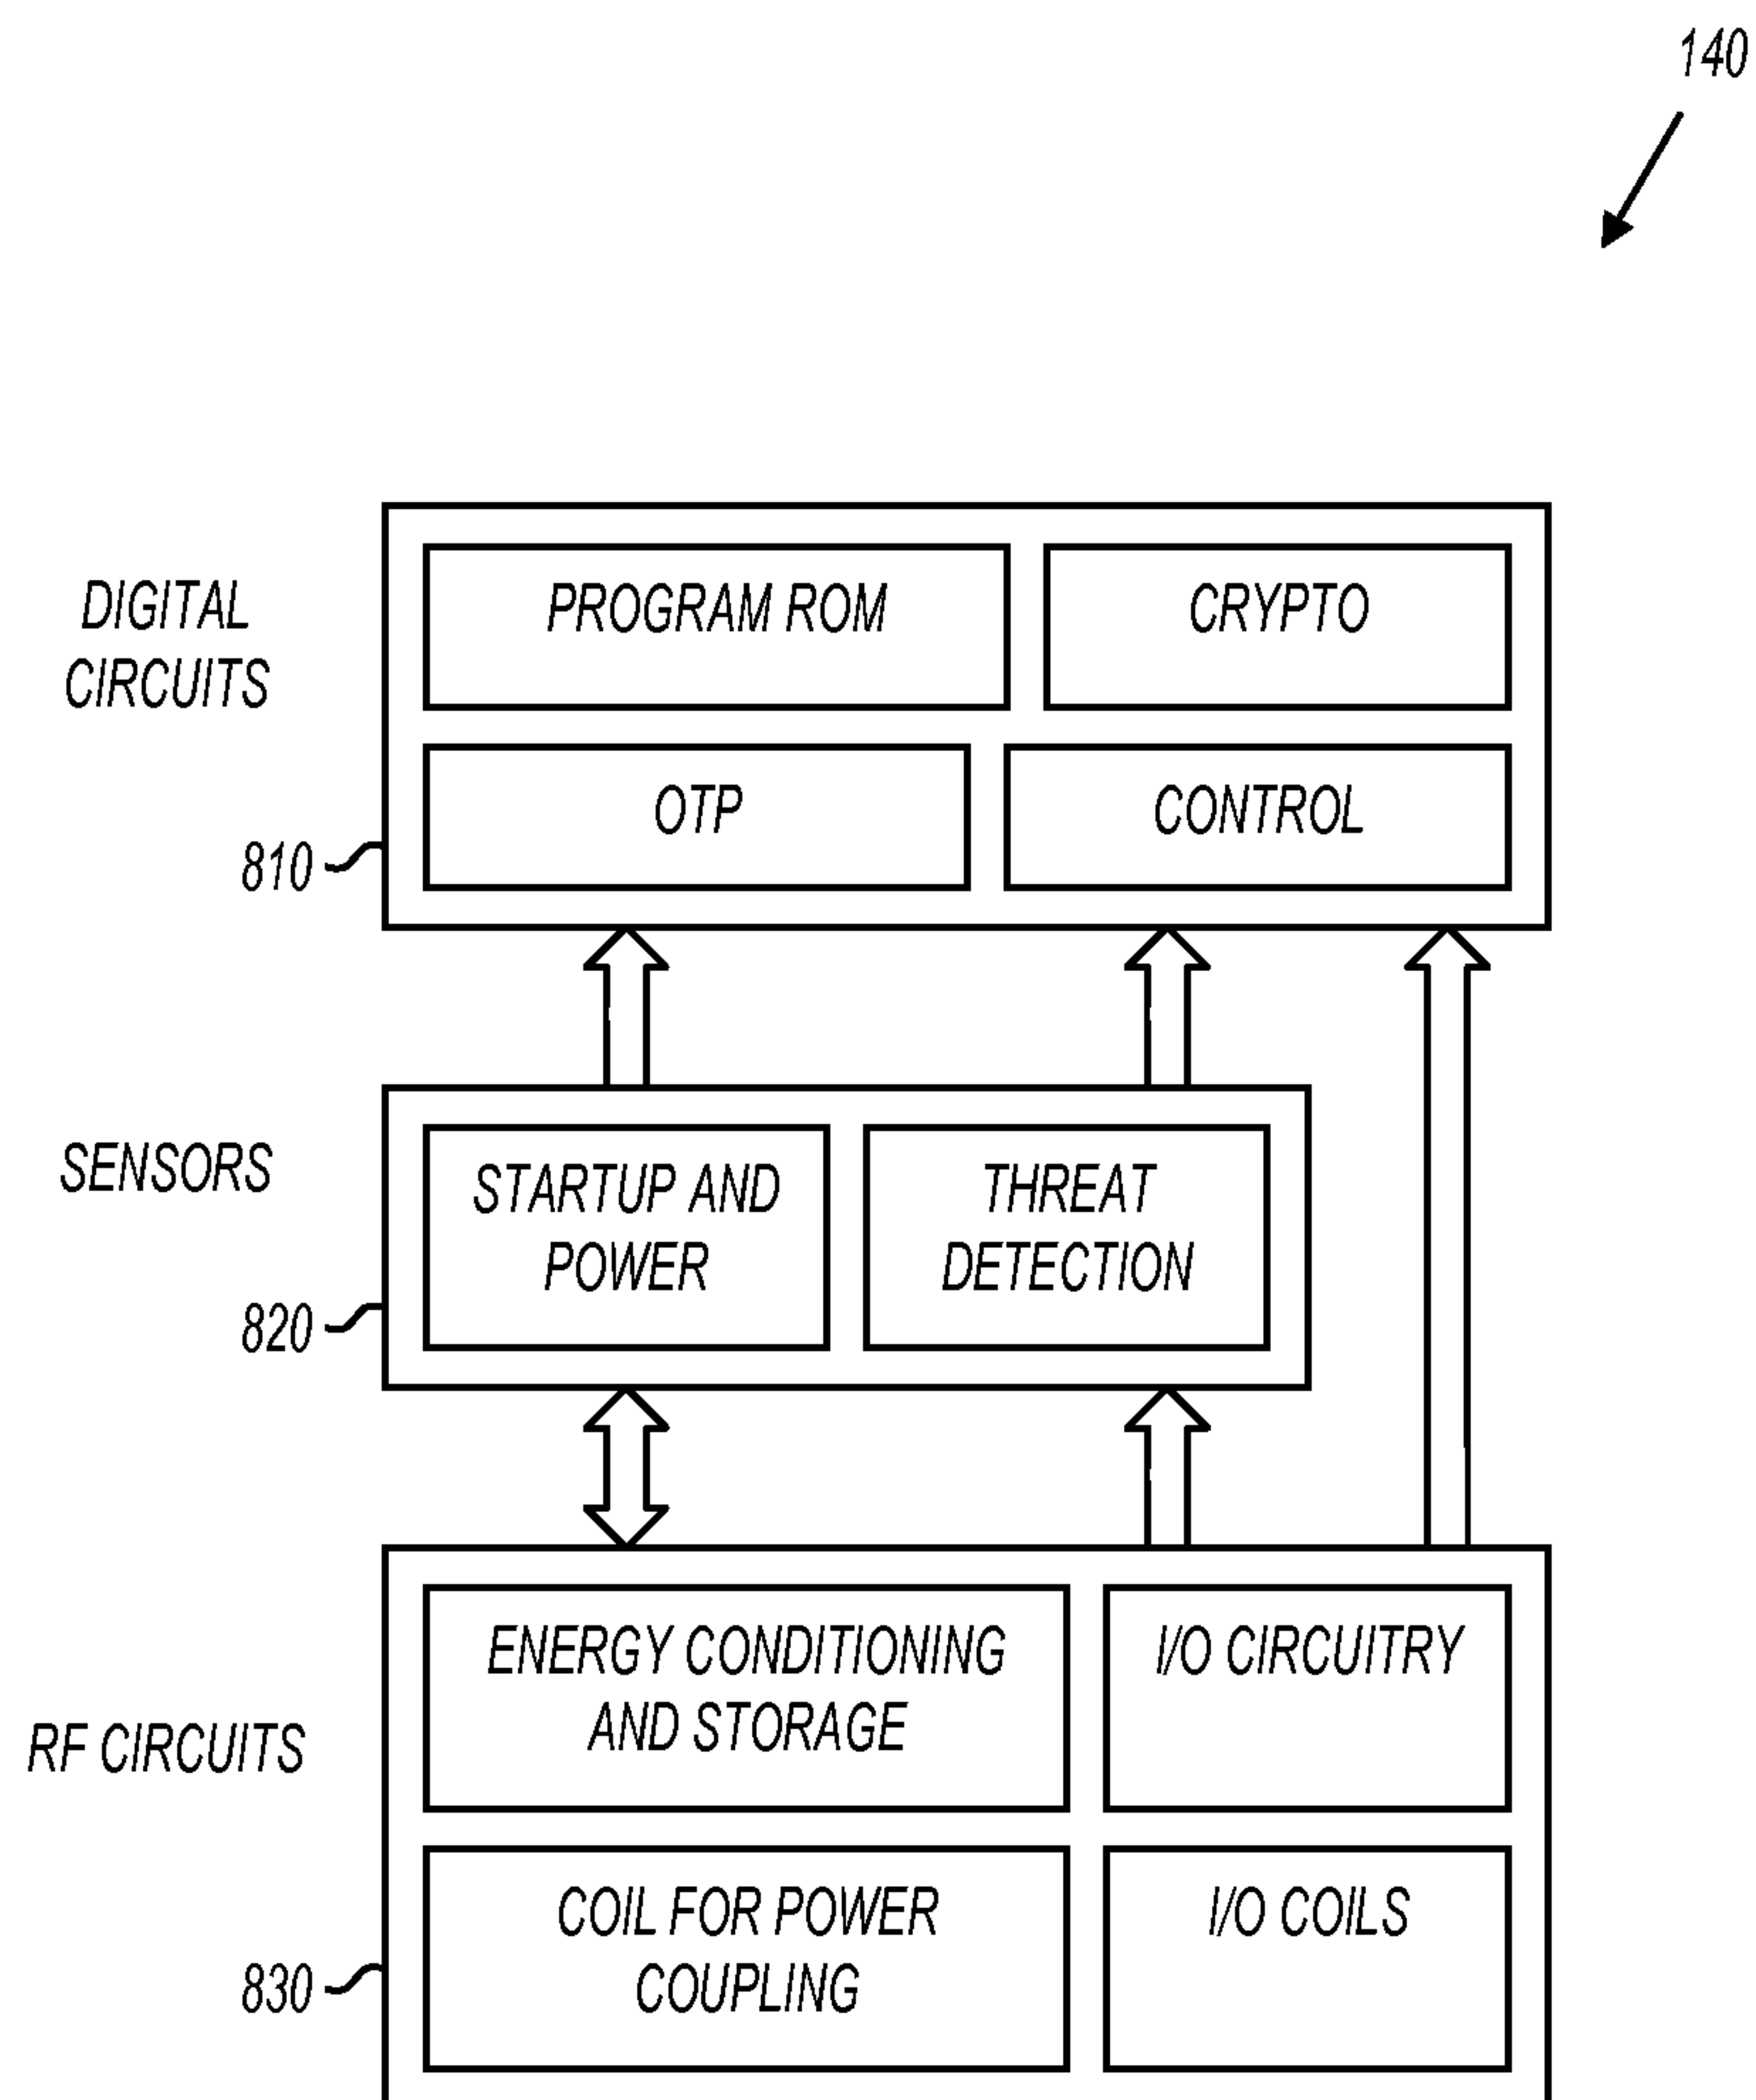 140
DIGITAL
CIRCUITS
PROGRAM ROM
CRYPTO
OTP
CONTROL
810
SENSORS
STARTUP AND
POWER
THREAT
DETECTION
820
RF CIRCUITS
ENERGY CONDITIONING
AND STORAGE
I/O CIRCUITRY
COIL FOR POWER
COUPLING
I/O COILS
830